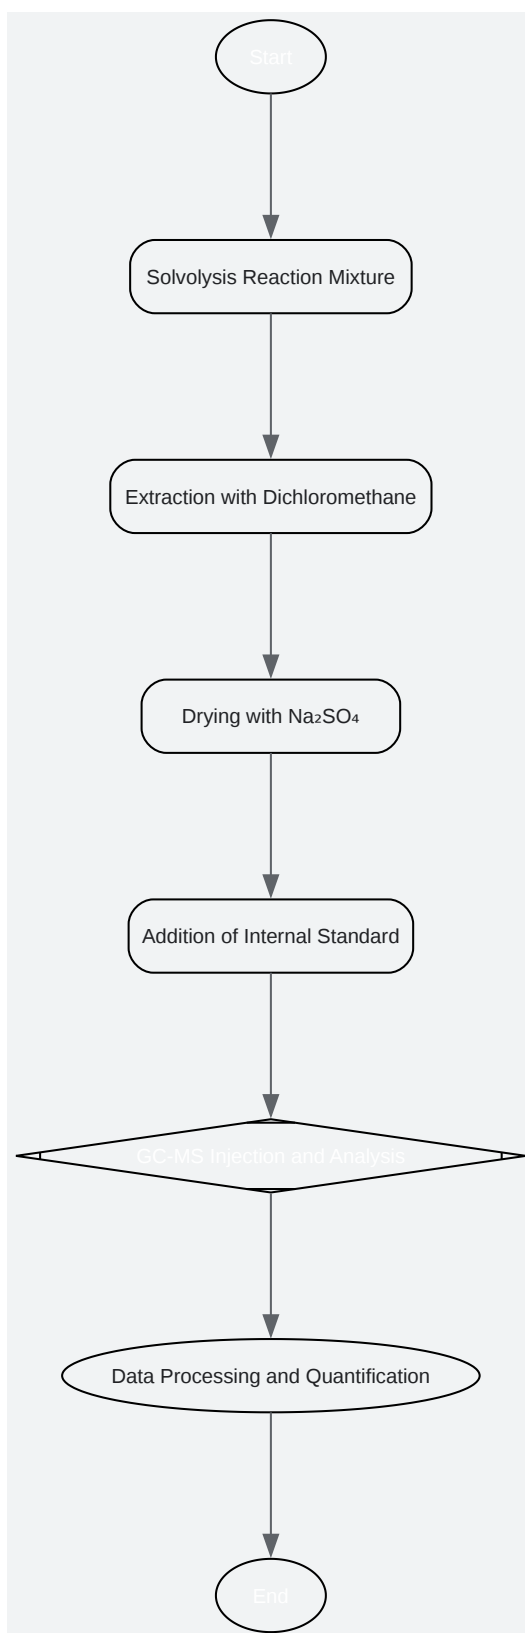 Start
Solvolysis Reaction Mixture
Extraction with Dichloromethane
Drying with Na₂SO₄
Addition of Internal Standard
GC-MS Injection and Analysis
Data Processing and Quantification
End